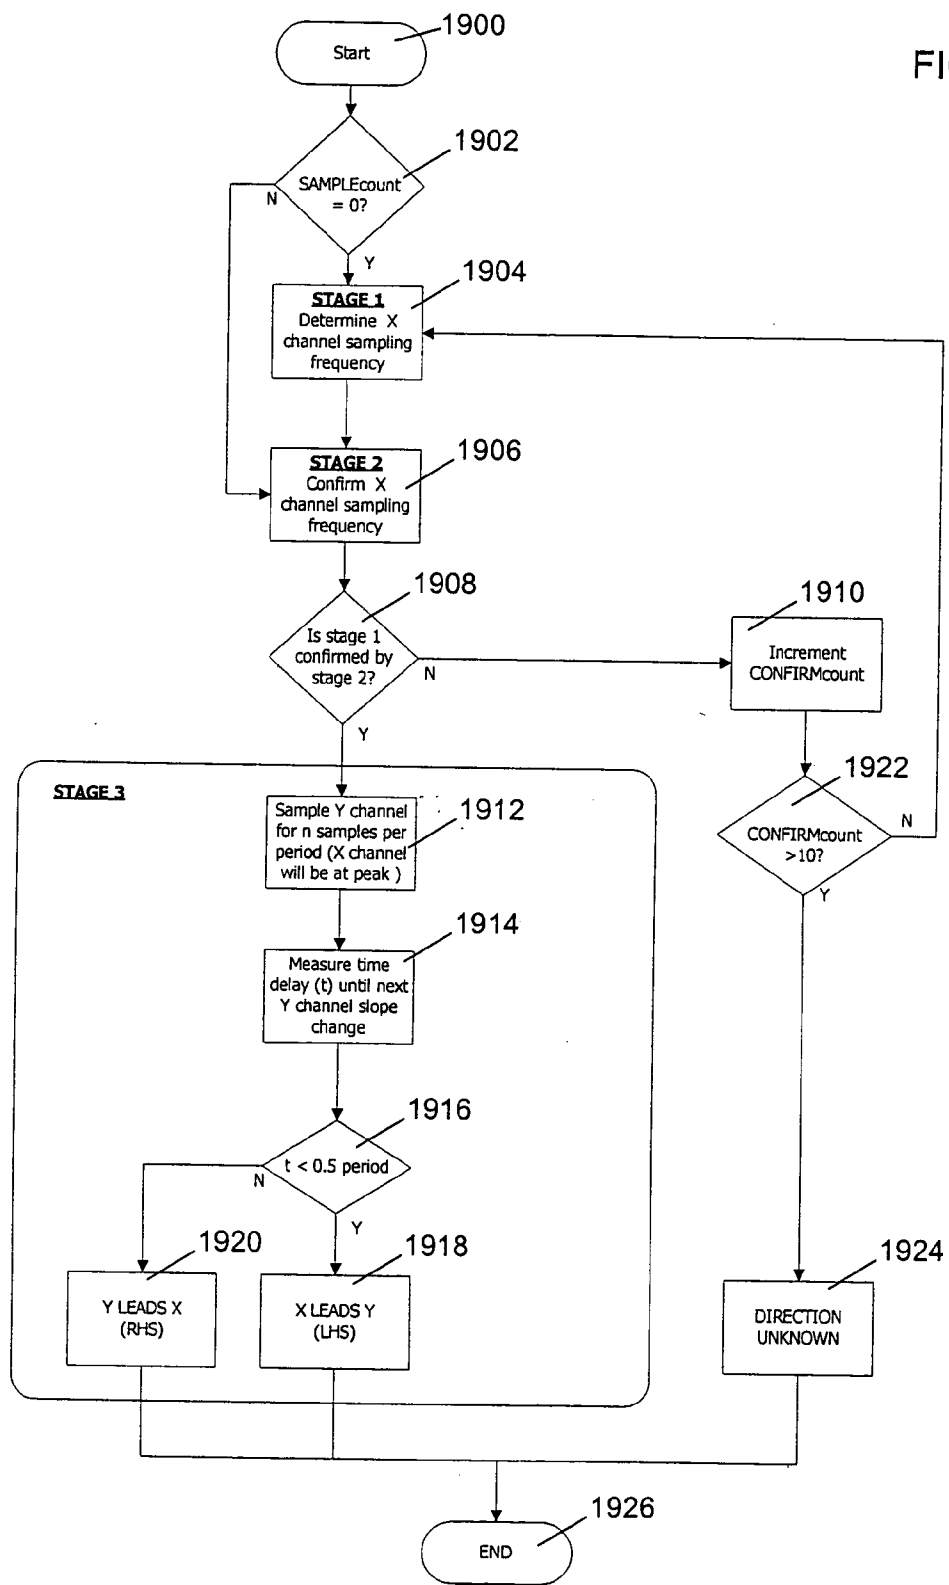 1900
Start
FI
1902
SAMPLEcount
= 0?
N
Y
1904
STAGE 1
Determine X
channel sampling
frequency
1906
STAGE 2
Confirm X
channel sampling
frequency
1908
Is stage 1
confirmed by
stage 2?
N
Y
1910
Increment
CONFIRMcount
1922
CONFIRMcount
>10?
N
Y
STAGE 3
1912
Sample Y channel
for n samples per
period (X channel
will be at peak )
1914
Measure time
delay (t) until next
Y channel slope
change
1916
t < 0.5 period
N
Y
1920
Y LEADS X
(RHS)
1918
X LEADS Y
(LHS)
1924
DIRECTION
UNKNOWN
1926
END